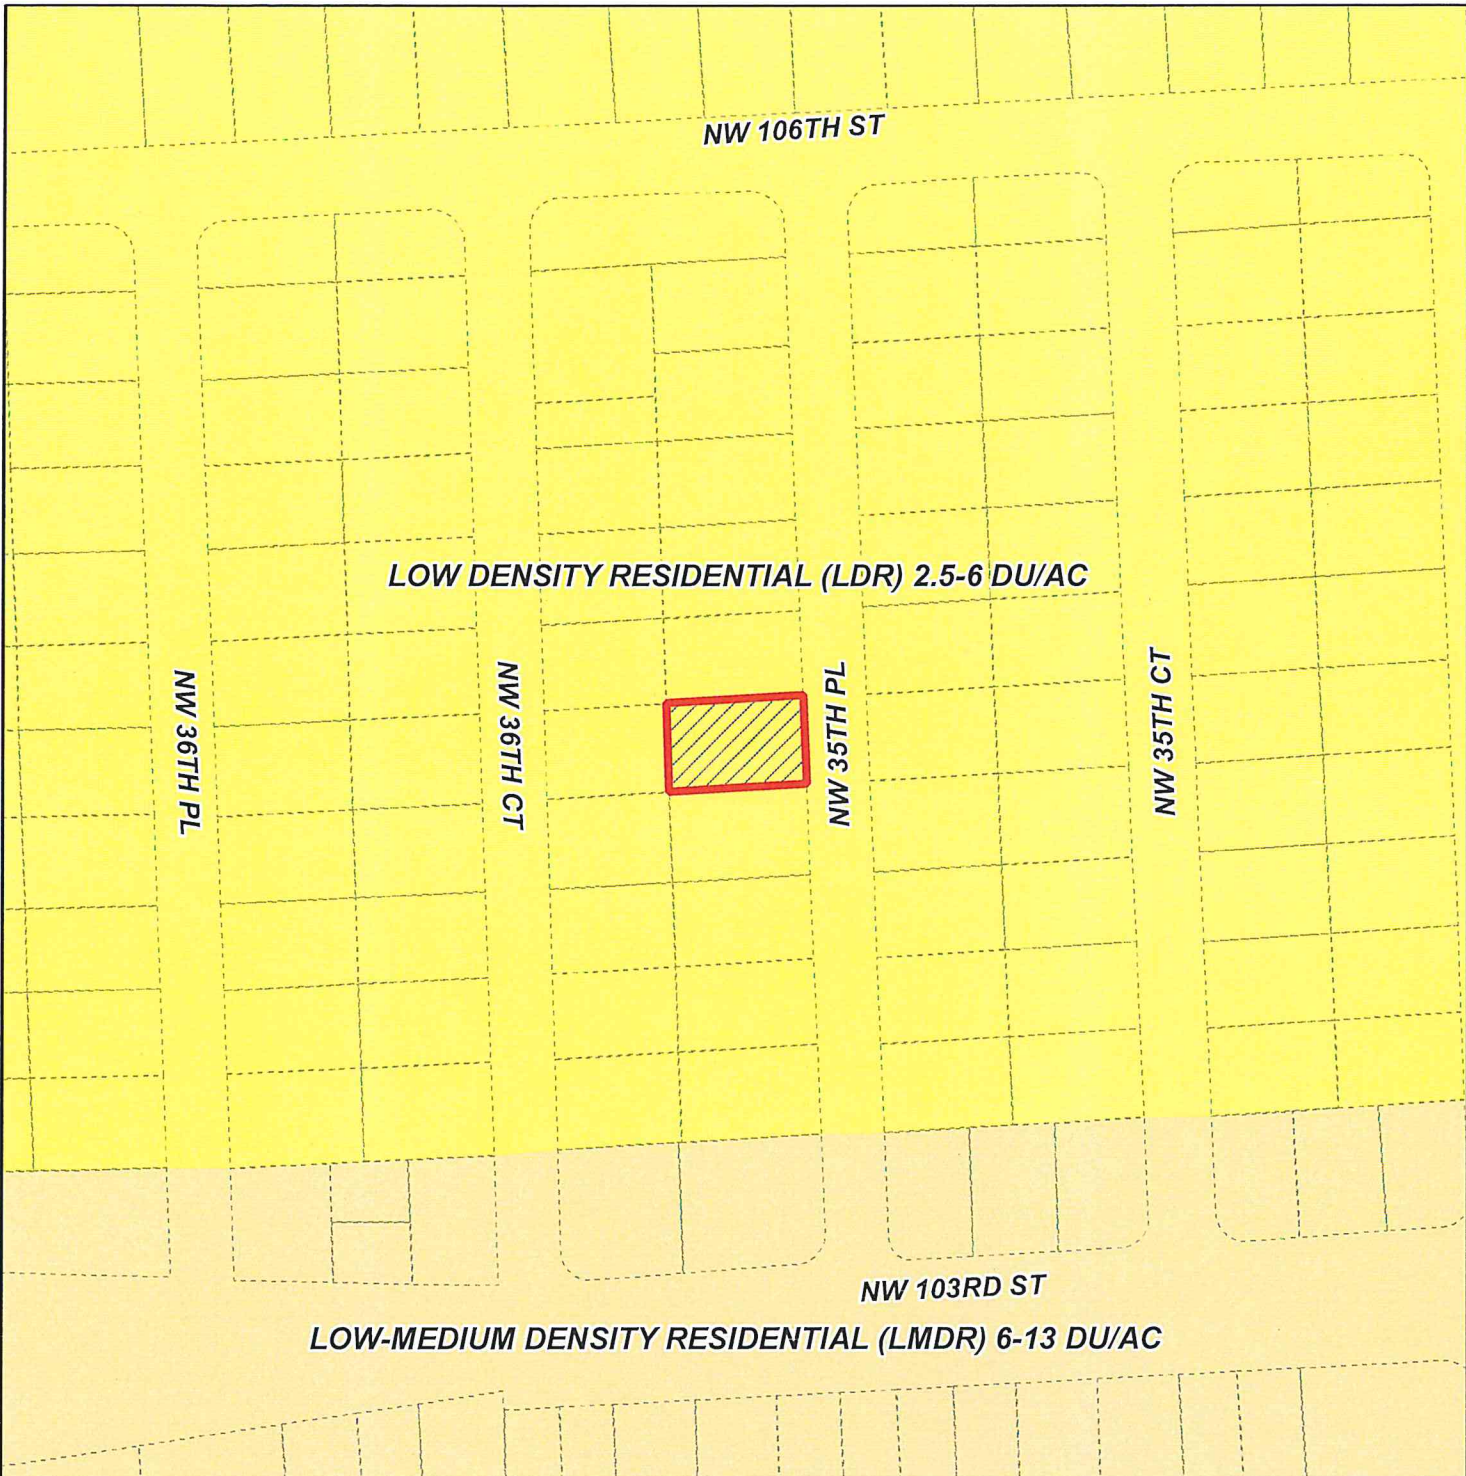 NW 106TH ST
LOW DENSITY RESIDENTIAL (LDR) 2.5-6 DU/AC
NW 36TH PL
NW 36TH CT
NW 35TH PL
NW 35TH CT
NW 103RD ST
LOW-MEDIUM DENSITY RESIDENTIAL (LMDR) 6-13 DU/AC